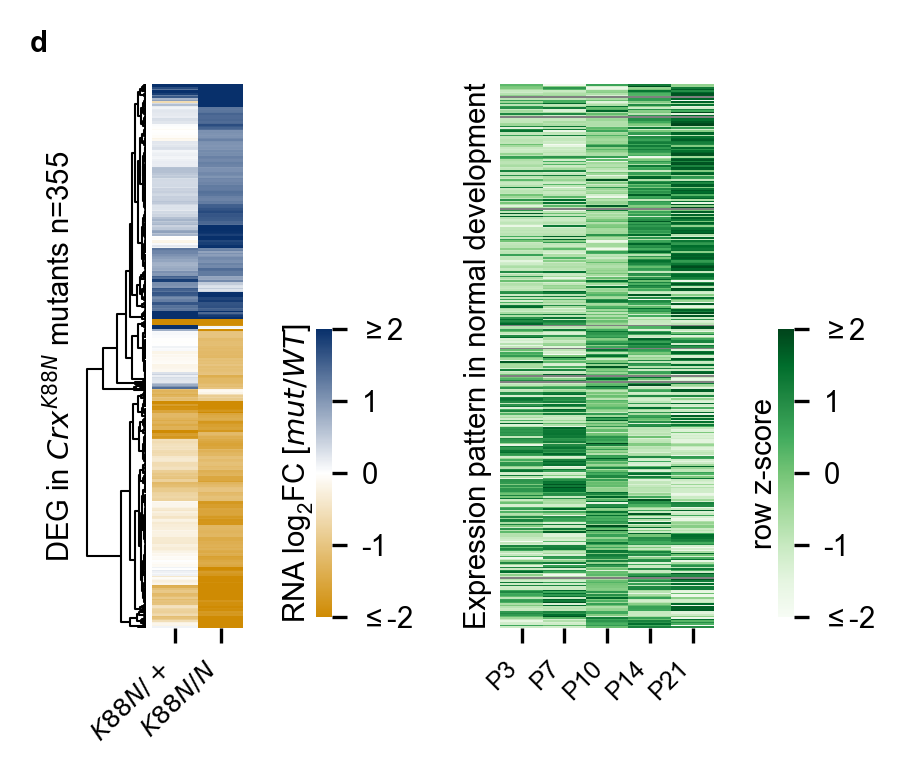 d
DEG in Crx^K88N mutants n=355
K88N/ +
K88N/N
RNA log₂FC [mut/WT]
≥ 2
1
0
-1
≤ -2
Expression pattern in normal development
P3
P7
P10
P14
P21
row z-score
≥ 2
1
0
-1
≤ -2